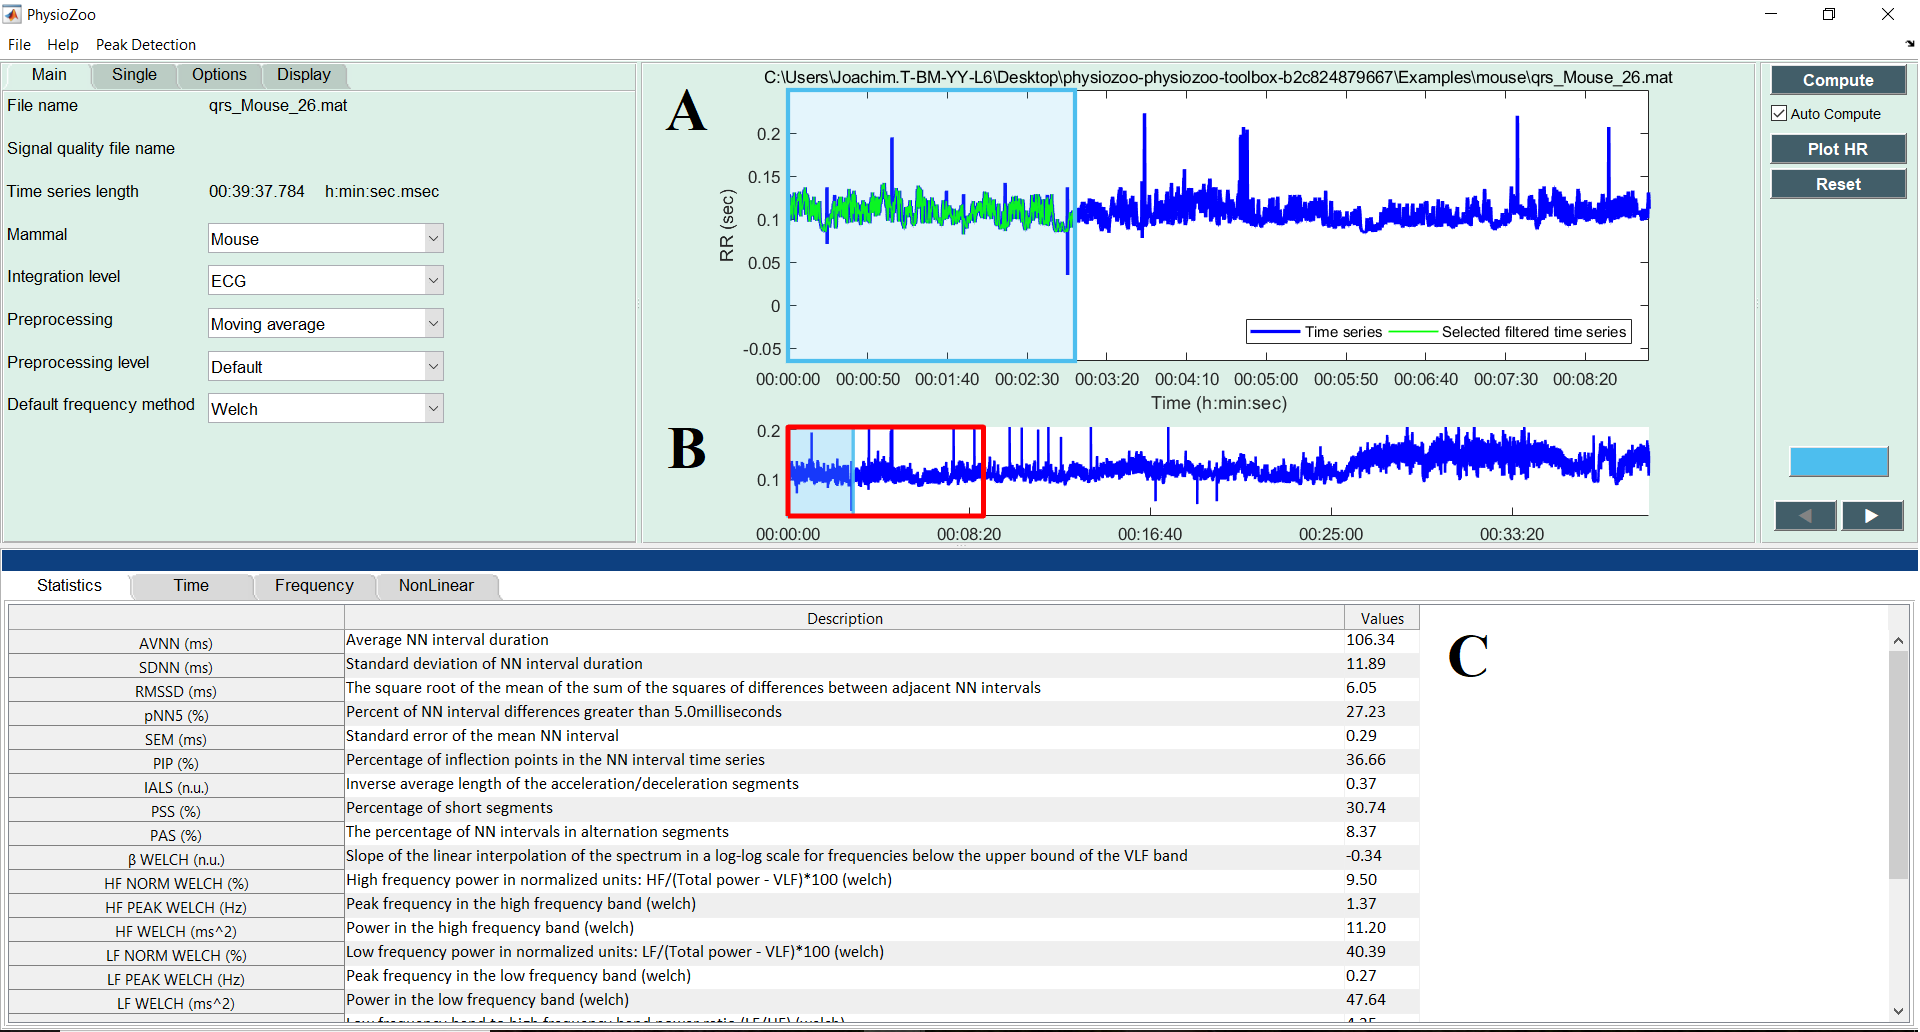 PhysioZoo
File Help Peak Detection
Main Single Options Display
File name qrs_Mouse_26.mat
Signal quality file name
Time series length 00:39:37.784 h:min:sec.msec
Mammal Mouse
Integration level ECG
Preprocessing Moving average
Preprocessing level Default
Default frequency method Welch
C:\Users\Joachim.T-BM-YY-L6\Desktop\physiozoo-physiozoo-toolbox-b2c824879667\Examples\mouse\qrs_Mouse_26.mat
A
RR (sec)
0.2
0.15
0.1
0.05
0
-0.05
Time series Selected filtered time series
00:00:00 00:00:50 00:01:40 00:02:30 00:03:20 00:04:10 00:05:00 00:05:50 00:06:40 00:07:30 00:08:20
Time (h:min:sec)
B
0.2
0.1
00:00:00 00:08:20 00:16:40 00:25:00 00:33:20
Compute
Auto Compute
Plot HR
Reset
Statistics Time Frequency NonLinear
Description Values
AVNN (ms) Average NN interval duration 106.34
SDNN (ms) Standard deviation of NN interval duration 11.89
RMSSD (ms) The square root of the mean of the sum of the squares of differences between adjacent NN intervals 6.05
pNN5 (%) Percent of NN interval differences greater than 5.0milliseconds 27.23
SEM (ms) Standard error of the mean NN interval 0.29
PIP (%) Percentage of inflection points in the NN interval time series 36.66
IALS (n.u.) Inverse average length of the acceleration/deceleration segments 0.37
PSS (%) Percentage of short segments 30.74
PAS (%) The percentage of NN intervals in alternation segments 8.37
β WELCH (n.u.) Slope of the linear interpolation of the spectrum in a log-log scale for frequencies below the upper bound of the VLF band -0.34
HF NORM WELCH (%) High frequency power in normalized units: HF/(Total power - VLF)*100 (welch) 9.50
HF PEAK WELCH (Hz) Peak frequency in the high frequency band (welch) 1.37
HF WELCH (ms^2) Power in the high frequency band (welch) 11.20
LF NORM WELCH (%) Low frequency power in normalized units: LF/(Total power - VLF)*100 (welch) 40.39
LF PEAK WELCH (Hz) Peak frequency in the low frequency band (welch) 0.27
LF WELCH (ms^2) Power in the low frequency band (welch) 47.64
C